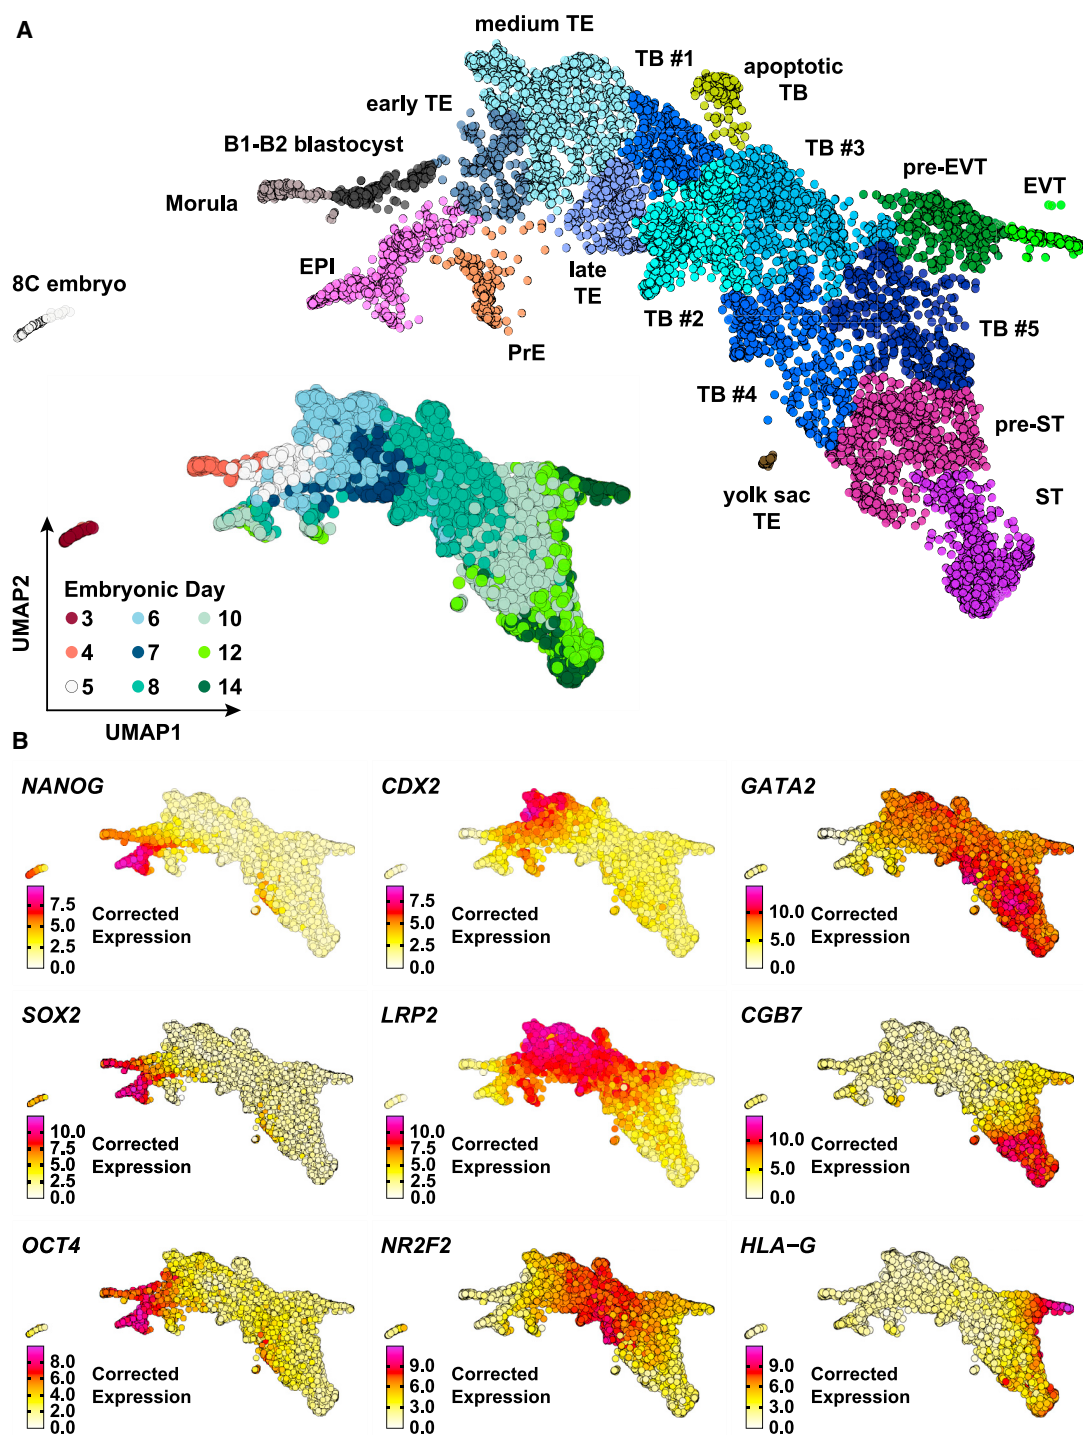 A
medium TE
TB #1
apoptotic
TB
early TE
B1-B2 blastocyst
TB #3
pre-EVT
EVT
Morula
EPI
late
TE
8C embryo
TB #2
TB #5
PrE
TB #4
pre-ST
yolk sac
TE
ST
UMAP2
Embryonic Day
3 6 10
4 7 12
5 8 14
UMAP1
B
NANOG
7.5
5.0
2.5
0.0
Corrected
Expression
CDX2
7.5
5.0
2.5
0.0
Corrected
Expression
GATA2
10.0
5.0
0.0
Corrected
Expression
SOX2
10.0
7.5
5.0
2.5
0.0
Corrected
Expression
LRP2
10.0
7.5
5.0
2.5
0.0
Corrected
Expression
CGB7
10.0
5.0
0.0
Corrected
Expression
OCT4
8.0
6.0
4.0
2.0
0.0
Corrected
Expression
NR2F2
9.0
6.0
3.0
0.0
Corrected
Expression
HLA−G
9.0
6.0
3.0
0.0
Corrected
Expression